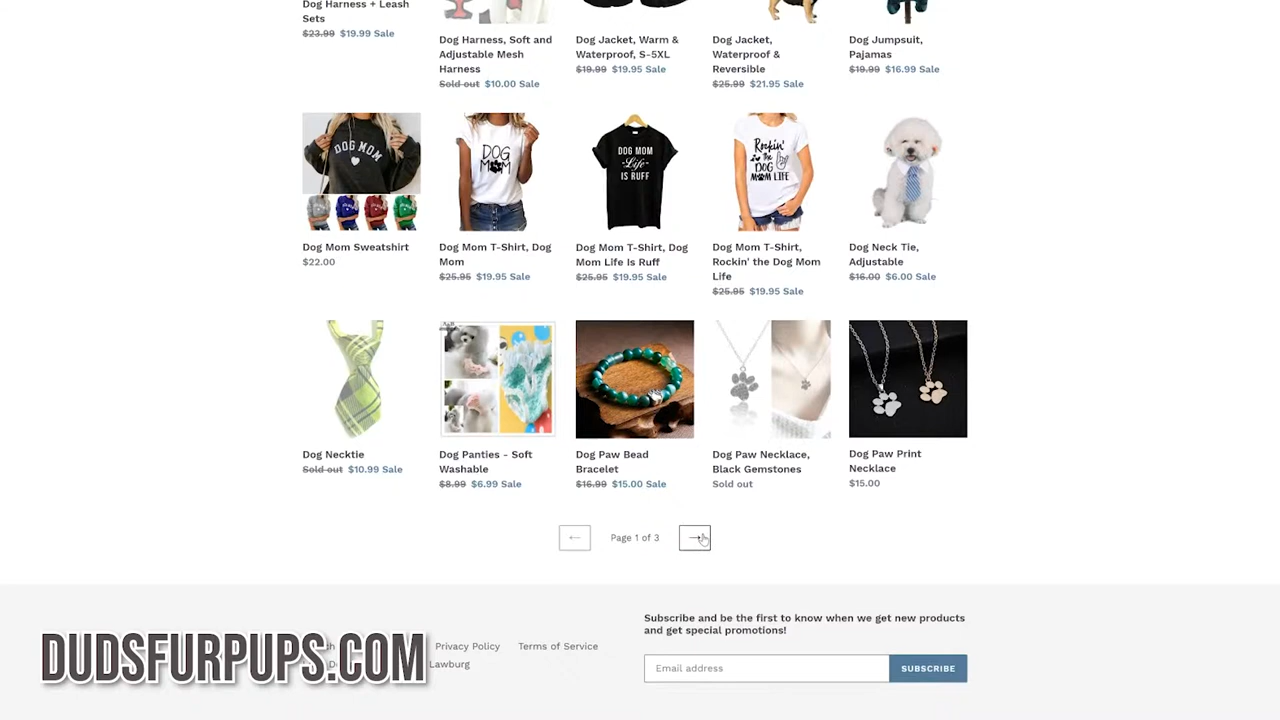 Dog Harness + Leash
Sets
$23.99 $19.99 Sale
Dog Harness, Soft and
Adjustable Mesh
Harness
Sold out $10.00 Sale
Dog Jacket, Warm &
Waterproof, S-5XL
$19.99 $19.95 Sale
Dog Jacket,
Waterproof &
Reversible
$25.99 $21.95 Sale
Dog Jumpsuit,
Pajamas
$19.99 $16.99 Sale
DOG MOM
DOG
MOM
DOG MOM
-Life-
IS RUFF
Rockin'
the
DOG
MOM LIFE
Dog Mom Sweatshirt
$22.00
Dog Mom T-Shirt, Dog
Mom
$25.95 $19.95 Sale
Dog Mom T-Shirt, Dog
Mom Life Is Ruff
$25.95 $19.95 Sale
Dog Mom T-Shirt,
Rockin' the Dog Mom
Life
$25.95 $19.95 Sale
Dog Neck Tie,
Adjustable
$16.00 $6.00 Sale
Dog Necktie
Sold out $10.99 Sale
Dog Panties - Soft
Washable
$8.99 $6.99 Sale
Dog Paw Bead
Bracelet
$16.99 $15.00 Sale
Dog Paw Necklace,
Black Gemstones
Sold out
Dog Paw Print
Necklace
$15.00
← Page 1 of 3 →
Privacy Policy Terms of Service
Lawburg
DUDSFURPUPS.COM
Subscribe and be the first to know when we get new products
and get special promotions!
Email address SUBSCRIBE